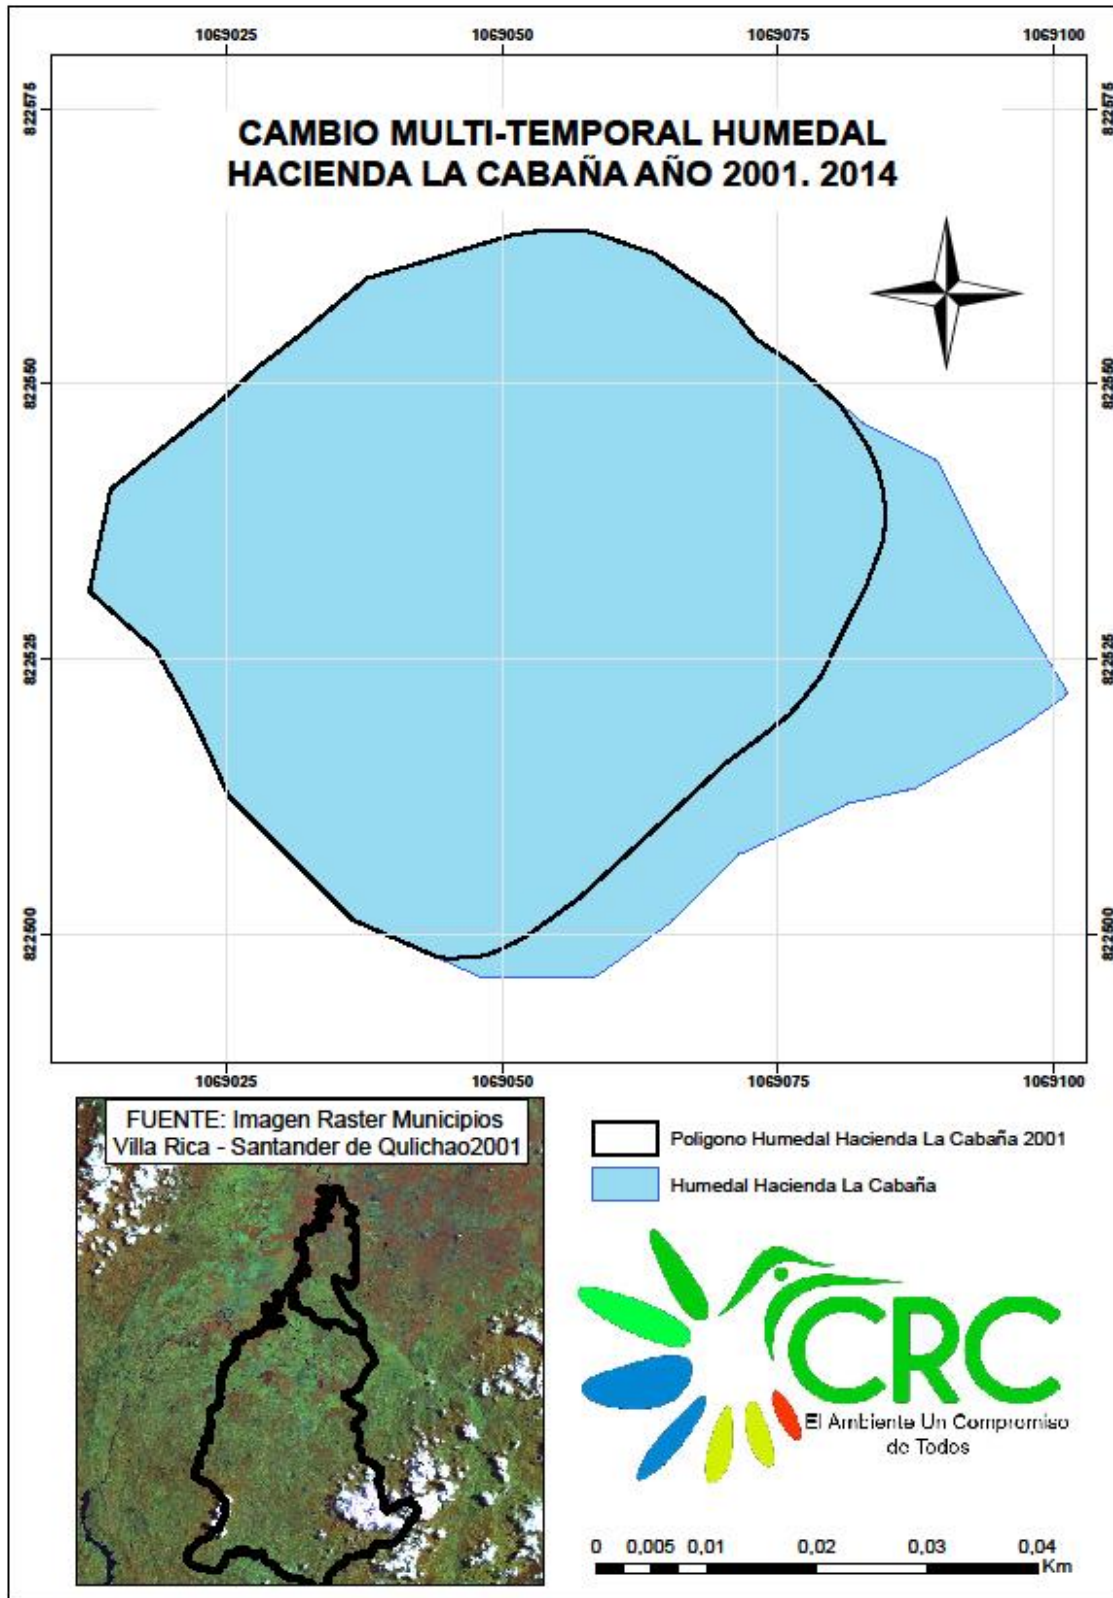 1069025 1069050 1069075 1069100
CAMBIO MULTI-TEMPORAL HUMEDAL
HACIENDA LA CABAÑA AÑO 2001. 2014
822575 822575
822550 822550
822525 822525
822500 822500
1069025 1069050 1069075 1069100
FUENTE: Imagen Raster Municipios
Villa Rica - Santander de Qulichao2001
Poligono Humedal Hacienda La Cabaña 2001
Humedal Hacienda La Cabaña
CRC
El Ambiente Un Compromiso
de Todos
0 0,005 0,01 0,02 0,03 0,04
Km